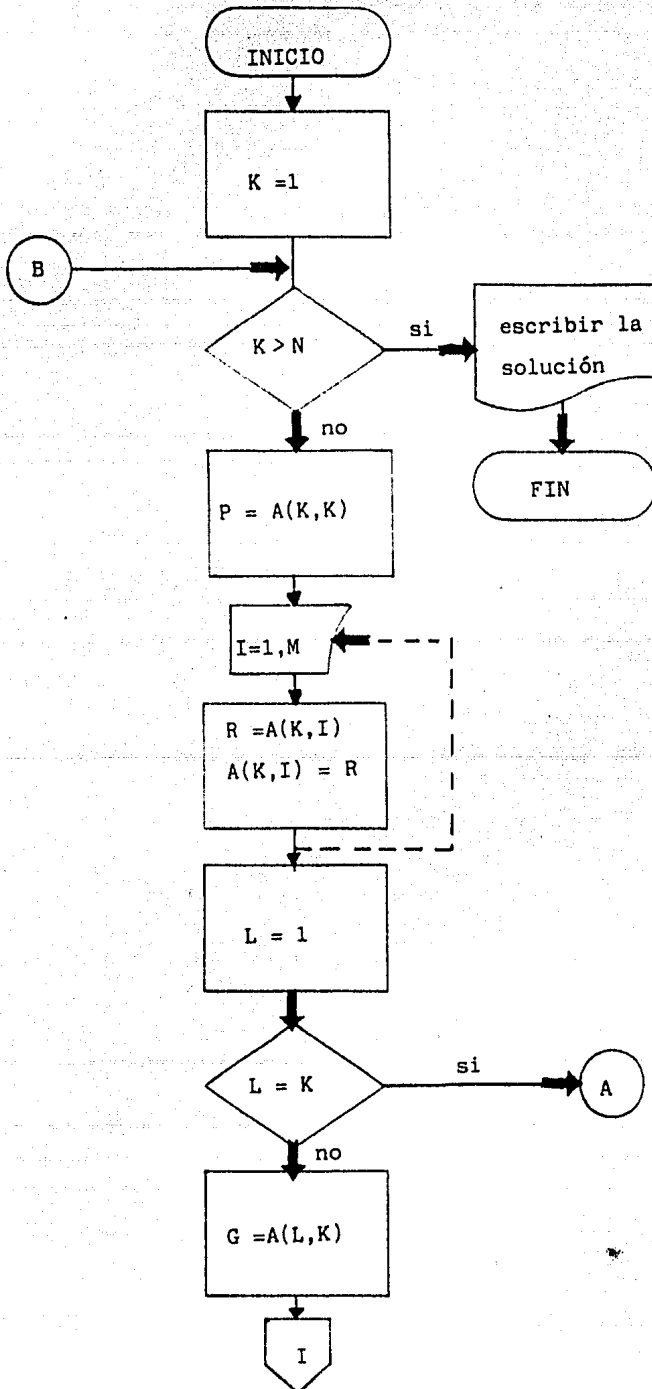 INICIO
K =1
B
K > N
si
escribir la
solución
no
FIN
P = A(K,K)
I=1,M
R =A(K,I)
A(K,I) = R
L = 1
L = K
si
A
no
G =A(L,K)
I